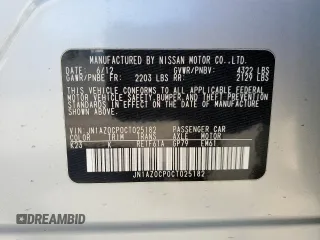 MANUFACTURED BY NISSAN MOTOR CO.,LTD.
DATE: 6/12 GVWR/PNBV: 4322 LBS
GAWR/PNBE FR: 2203 LBS RR: 2129 LBS
THIS VEHICLE CONFORMS TO ALL APPLICABLE FEDERAL
MOTOR VEHICLE SAFETY, BUMPER, AND THEFT
PREVENTION STANDARDS IN EFFECT ON THE DATE OF
MANUFACTURE SHOWN ABOVE.
VIN: JN1AZ0CP0CT025182 PASSENGER CAR
COLOR TRIM TRANS AXLE MOTOR
K23 K RE1F61A GP79 EM61
JN1AZ0CP0CT025182
© DREAMBID